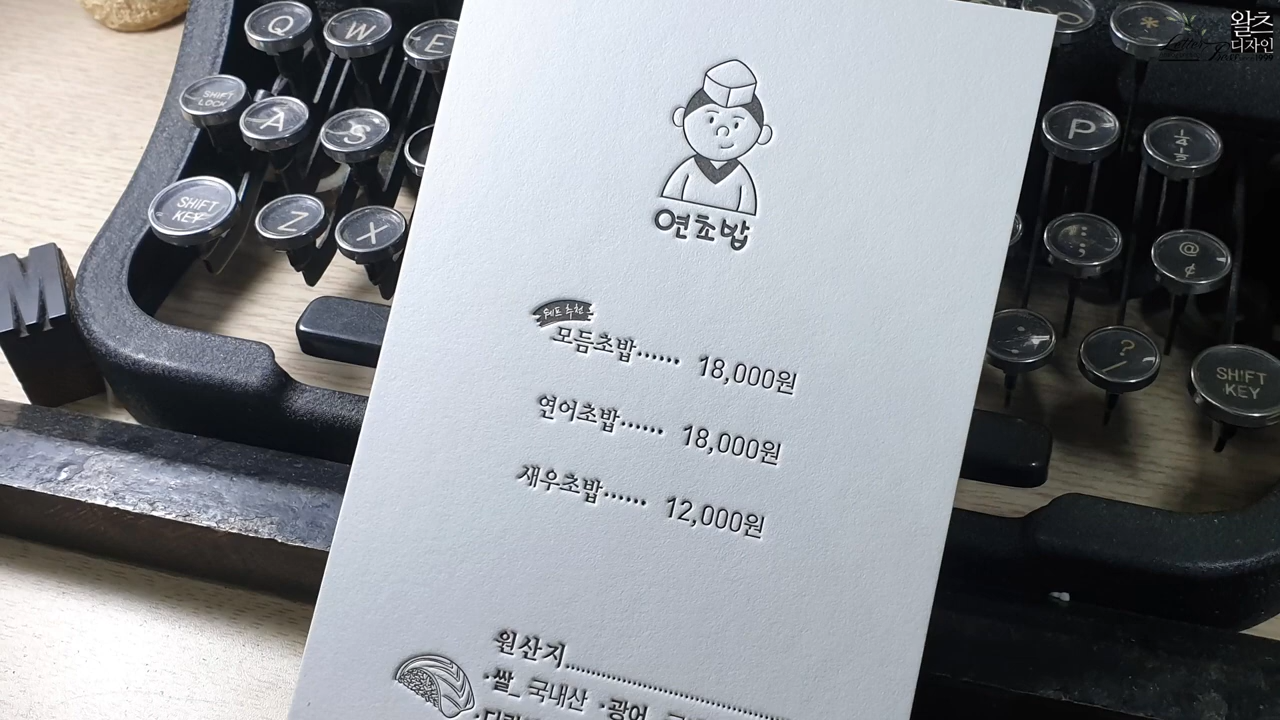 왈츠
디자인
Q W E
SHIFT LOCK A S
SHIFT KEY Z X
P
@ ¢
? /
SHIFT KEY
M
연초밥
쉐프 추천
모듬초밥...... 18,000원
연어초밥...... 18,000원
새우초밥...... 12,000원
원산지
·쌀_ 국내산 ·광어